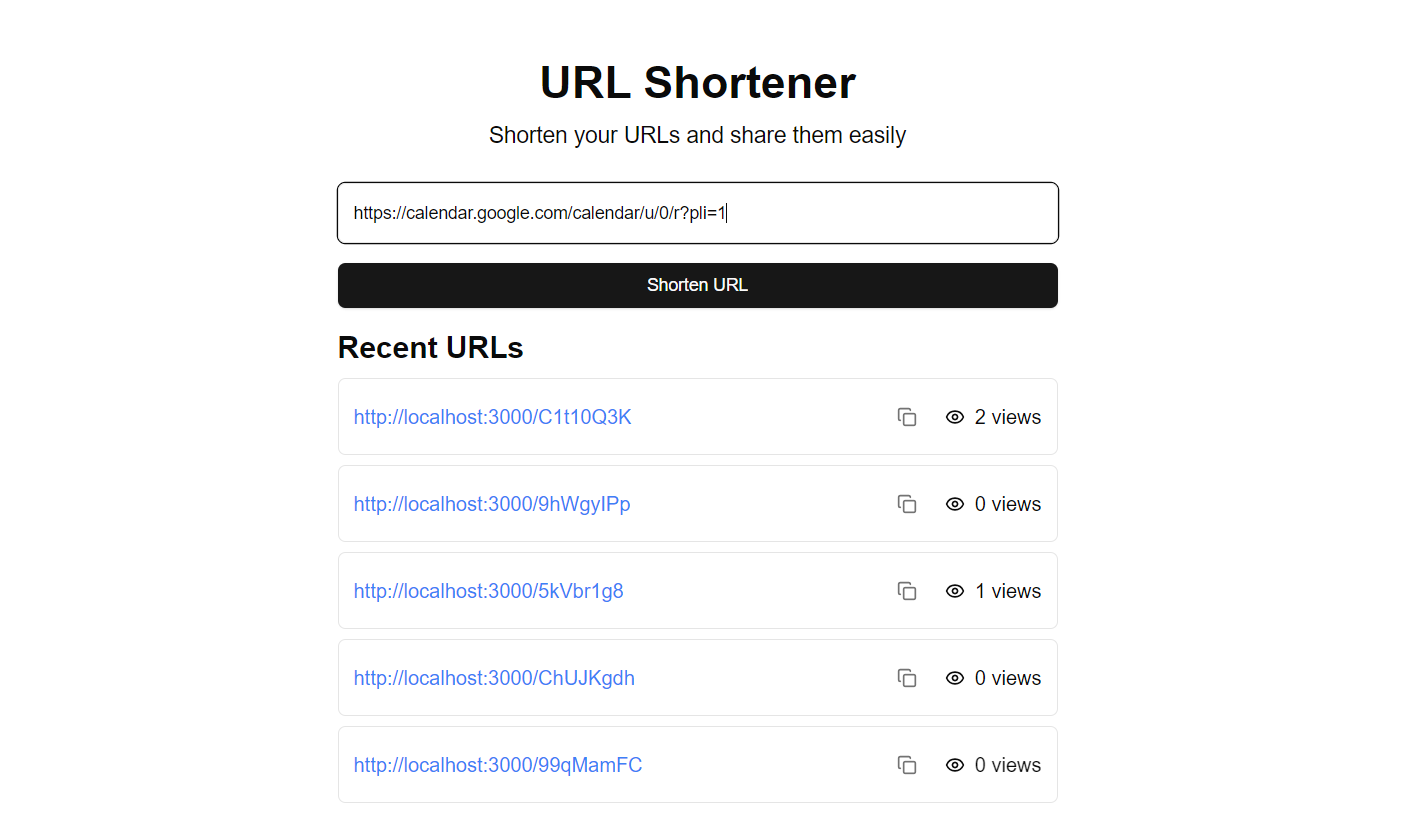 URL Shortener
Shorten your URLs and share them easily
https://calendar.google.com/calendar/u/0/r?pli=1
Shorten URL
Recent URLs
http://localhost:3000/C1t10Q3K 2 views
http://localhost:3000/9hWgyIPp 0 views
http://localhost:3000/5kVbr1g8 1 views
http://localhost:3000/ChUJKgdh 0 views
http://localhost:3000/99qMamFC 0 views